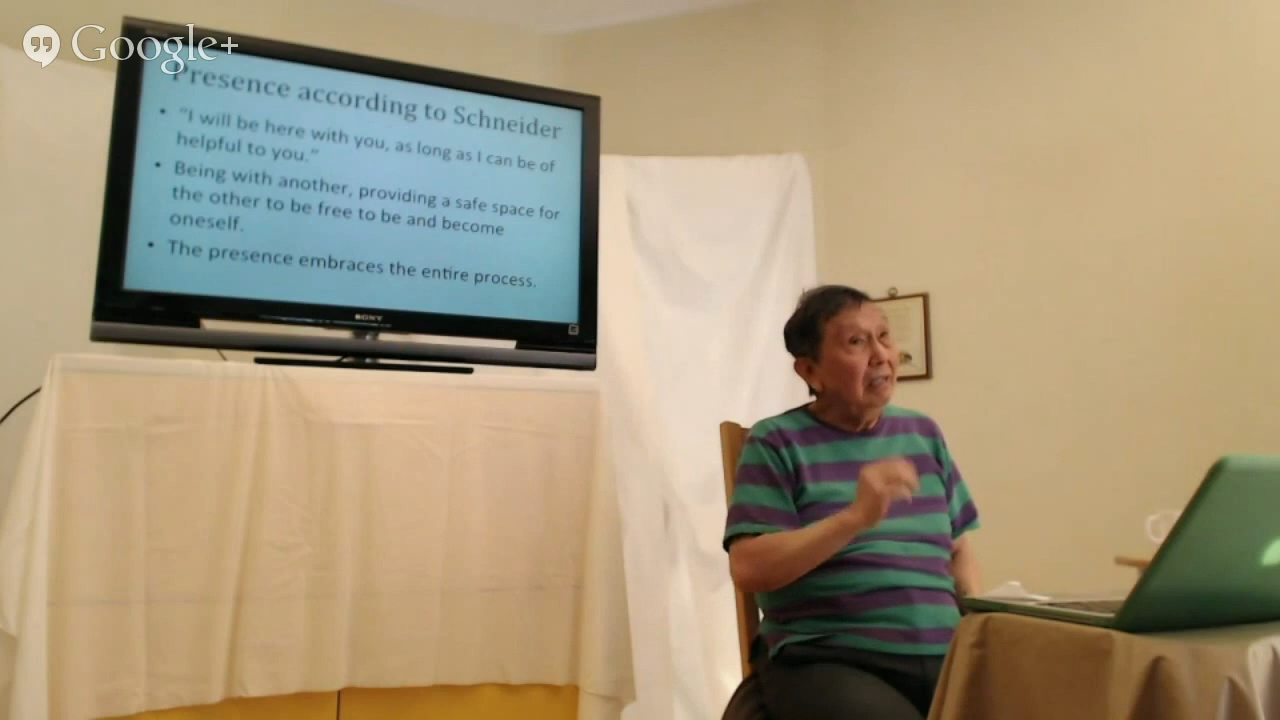 Google+
Presence according to Schneider
• "I will be here with you, as long as I can be of
helpful to you."
• Being with another, providing a safe space for
the other to be free to be and become
oneself.
• The presence embraces the entire process.
SONY